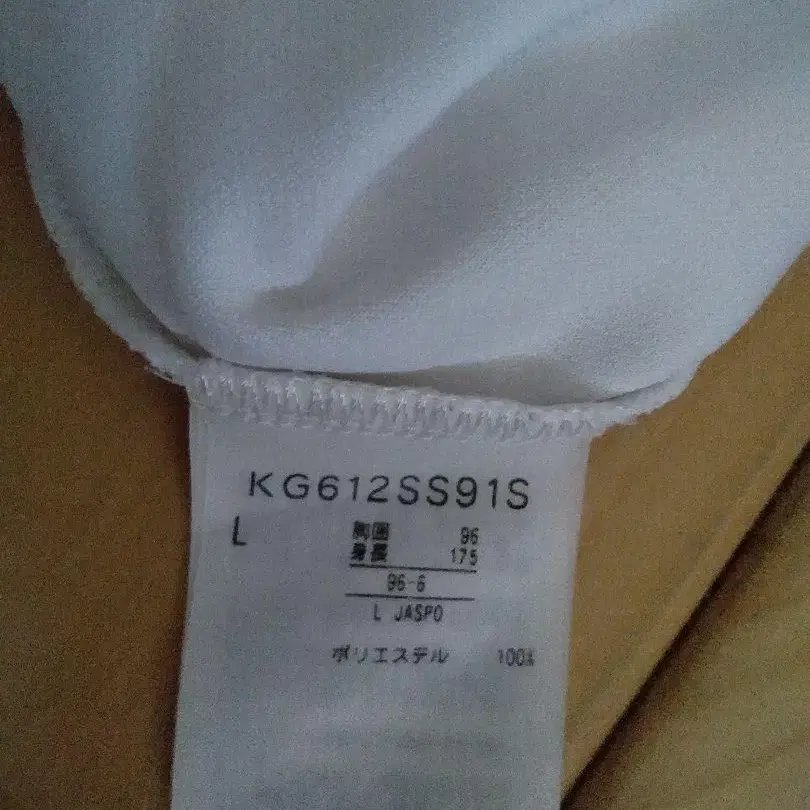 KG612SS91S
L 胸囲 96
身長 175
96-6
L JASPO
ポリエステル 100%